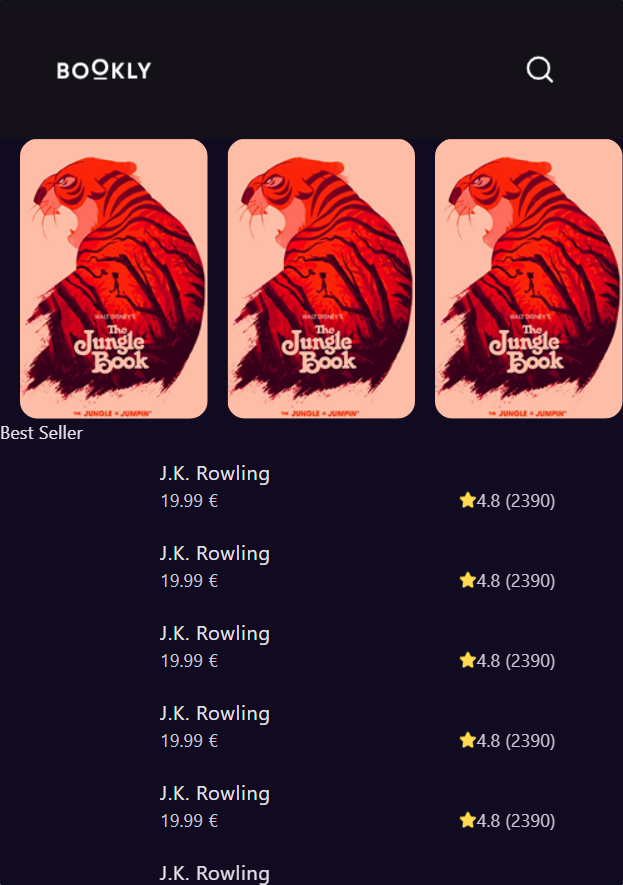 BOOKLY
WALT DISNEY'S
The
Jungle
Book
THE JUNGLE IS JUMPIN'
WALT DISNEY'S
The
Jungle
Book
THE JUNGLE IS JUMPIN'
WALT DISNEY'S
The
Jungle
Book
THE JUNGLE IS JUMPIN'
Best Seller
J.K. Rowling
19.99 € ⭐4.8 (2390)
J.K. Rowling
19.99 € ⭐4.8 (2390)
J.K. Rowling
19.99 € ⭐4.8 (2390)
J.K. Rowling
19.99 € ⭐4.8 (2390)
J.K. Rowling
19.99 € ⭐4.8 (2390)
J.K. Rowling